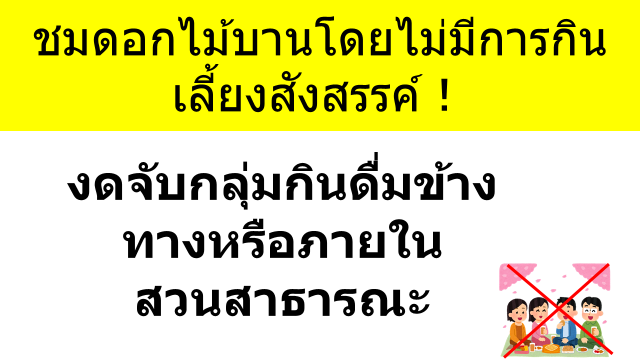 ชมดอกไม้บานโดยไม่มีการกิน
เลี้ยงสังสรรค์ !
งดจับกลุ่มกินดื่มข้าง
ทางหรือภายใน
สวนสาธารณะ